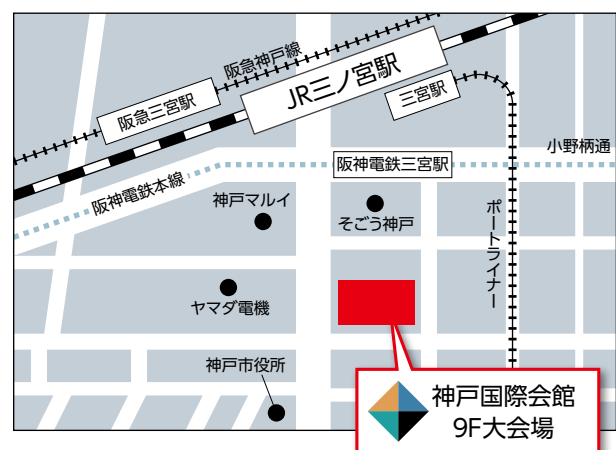 阪急神戸線
JR三ノ宮駅
阪急三宮駅
三宮駅
小野柄通
阪神電鉄三宮駅
阪神電鉄本線
神戸マルイ
そごう神戸
ポートライナー
ヤマダ電機
神戸市役所
神戸国際会館
9F大会場